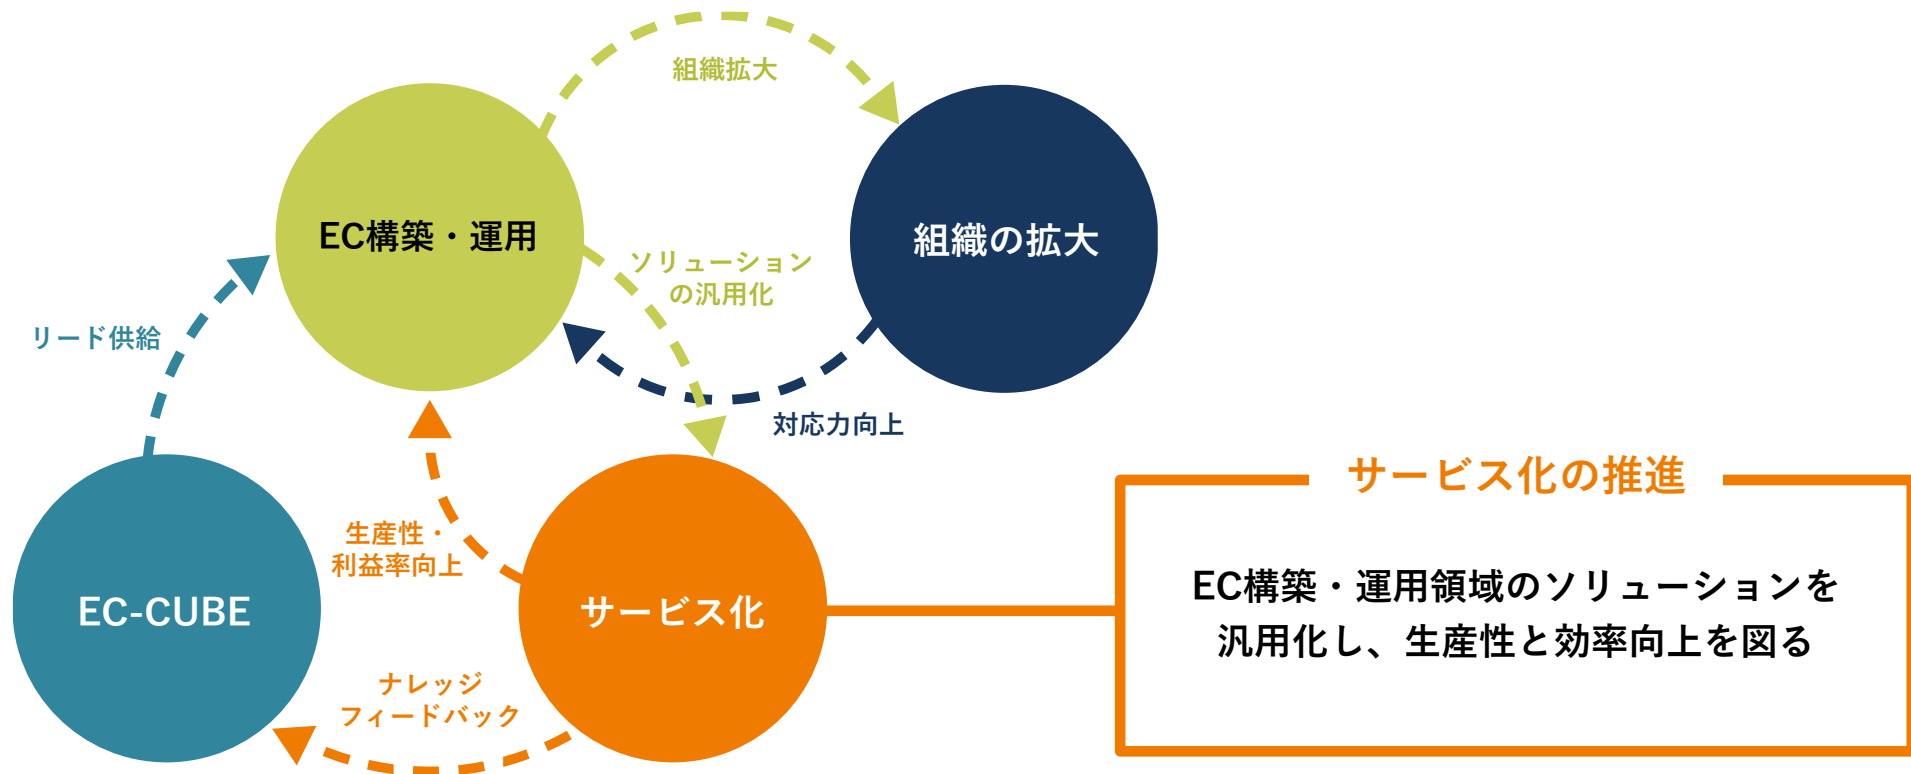 組織拡大
EC構築・運用
組織の拡大
ソリューション
の汎用化
リード供給
対応力向上
サービス化の推進
生産性・
利益率向上
EC-CUBE
サービス化
EC構築・運用領域のソリューションを
汎用化し、生産性と効率向上を図る
ナレッジ
フィードバック